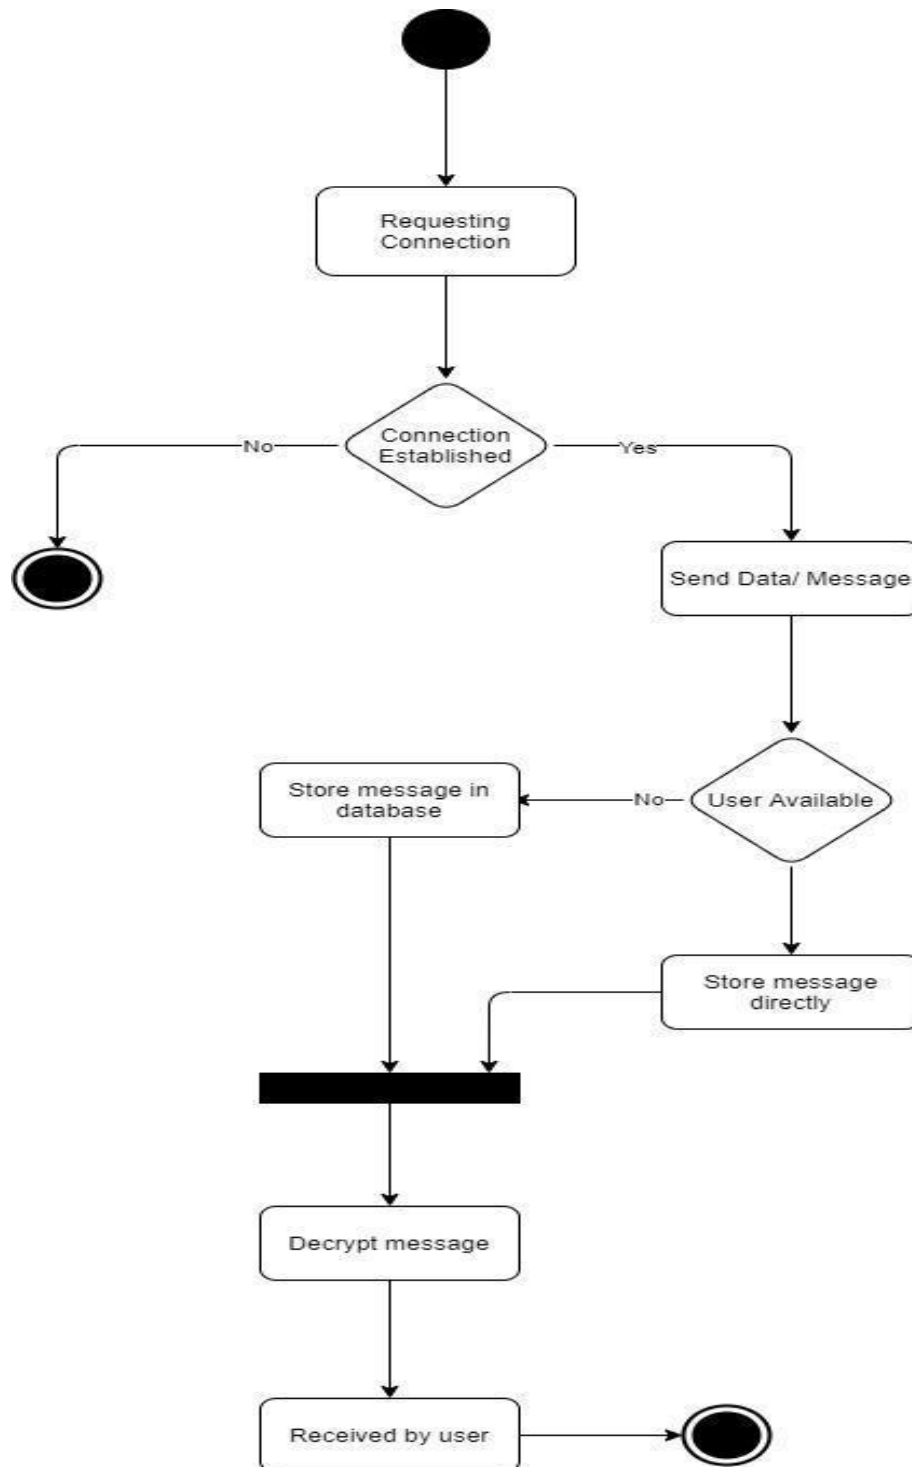 Requesting
Connection
Connection
Established
No
Yes
Send Data/ Message
Store message in
database
No
User Available
Store message
directly
Decrypt message
Received by user